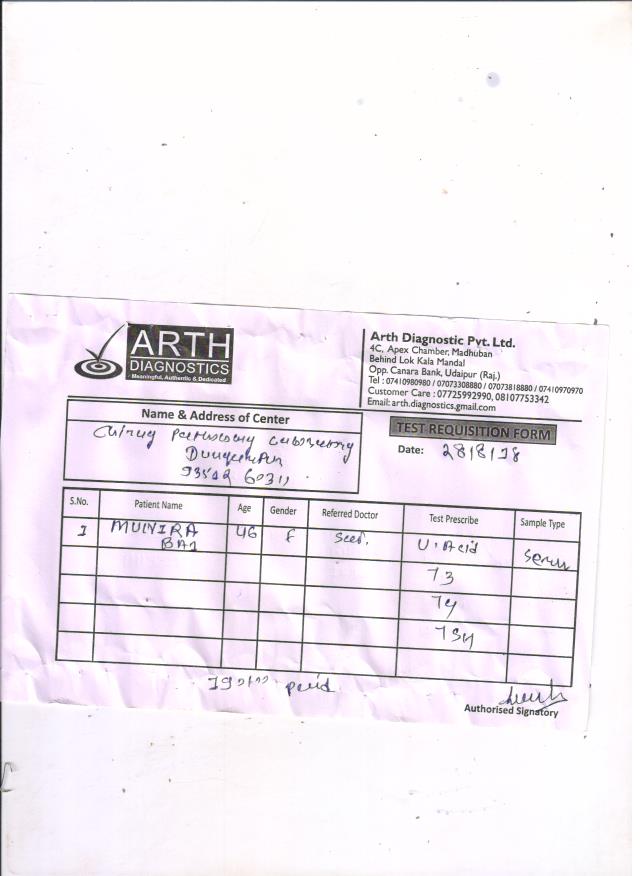 ARTH
DIAGNOSTICS
Meaningful, Authentic & Dedicated
Arth Diagnostic Pvt. Ltd.
4C, Apex Chamber, Madhuban
Behind Lok Kala Mandal
Opp. Canara Bank, Udaipur (Raj.)
Tel : 07410980980 / 07073308880 / 07073818880 / 07410970970
Customer Care : 07725992990, 08107753342
Email: arth.diagnostics.gmail.com
Name & Address of Center
TEST REQUISITION FORM
Date: 28/8/18
S.No. Patient Name Age Gender Referred Doctor Test Prescribe Sample Type
1 46 F Self. U. Acid Serum
BAI
T3
T4
TSH
paid
Authorised Signatory